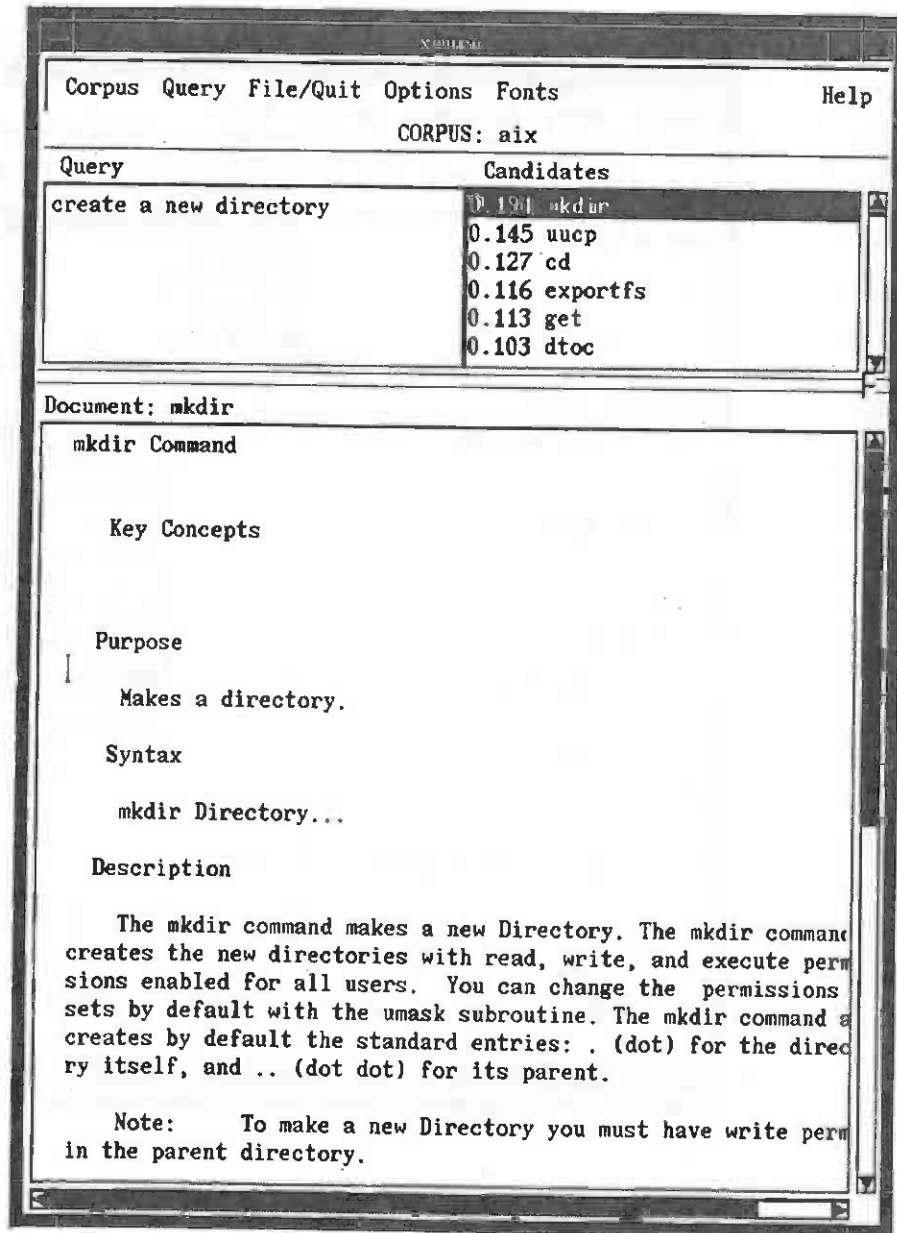 Corpus Query File/Quit Options Fonts Help
CORPUS: aix
Query Candidates
create a new directory
mkdir
0.145 uucp
0.127 cd
0.116 exportfs
0.113 get
0.103 dtoc
Document: mkdir
mkdir Command
Key Concepts
Purpose
Makes a directory.
Syntax
mkdir Directory...
Description
The mkdir command makes a new Directory. The mkdir comman
creates the new directories with read, write, and execute perm
sions enabled for all users. You can change the permissions
sets by default with the umask subroutine. The mkdir command a
creates by default the standard entries: . (dot) for the direc
ry itself, and .. (dot dot) for its parent.
Note: To make a new Directory you must have write perm
in the parent directory.